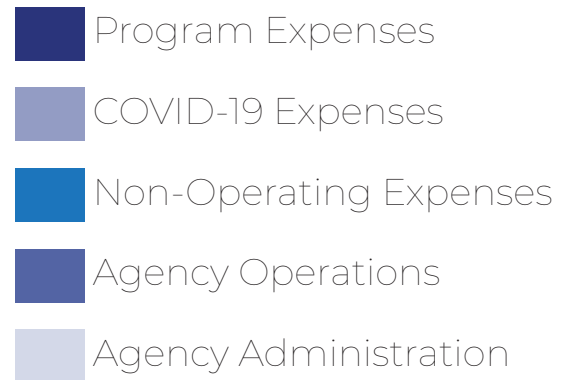 Program Expenses
COVID-19 Expenses
Non-Operating Expenses
Agency Operations
Agency Administration